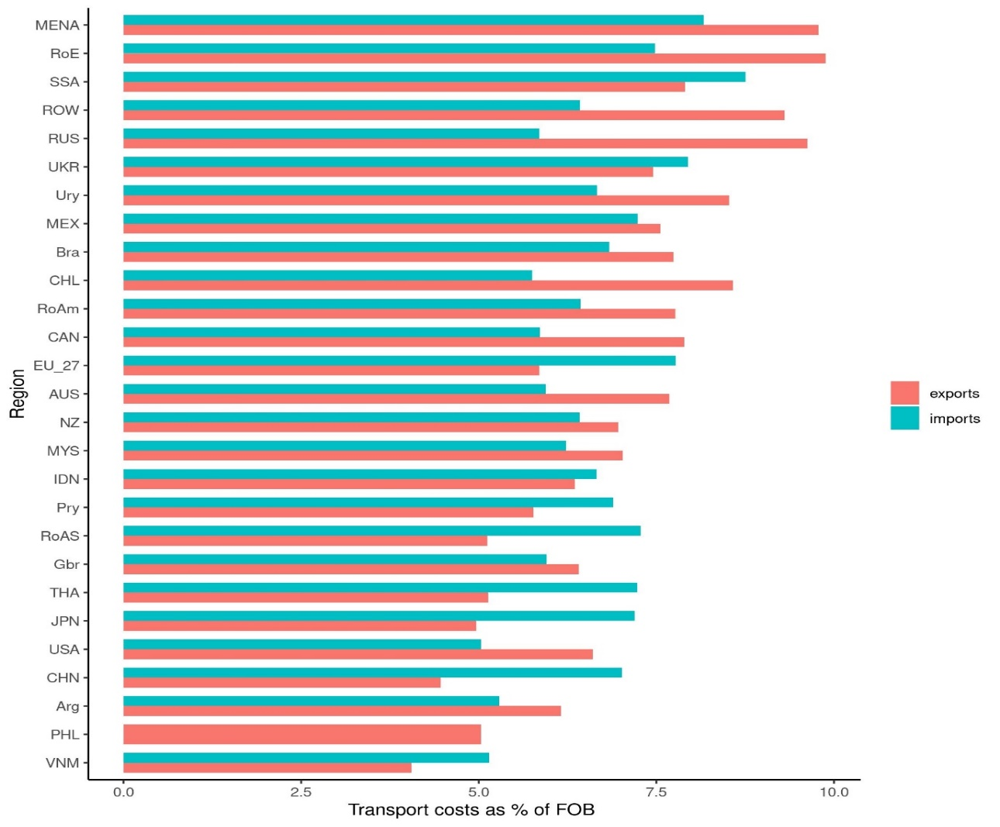 MENA
RoE
SSA
ROW
RUS
UKR
Ury
MEX
Bra
CHL
RoAm
CAN
EU_27
AUS
NZ
MYS
IDN
Pry
RoAS
Gbr
THA
JPN
USA
CHN
Arg
PHL
VNM
Region
0.0 2.5 5.0 7.5 10.0
Transport costs as % of FOB
exports
imports